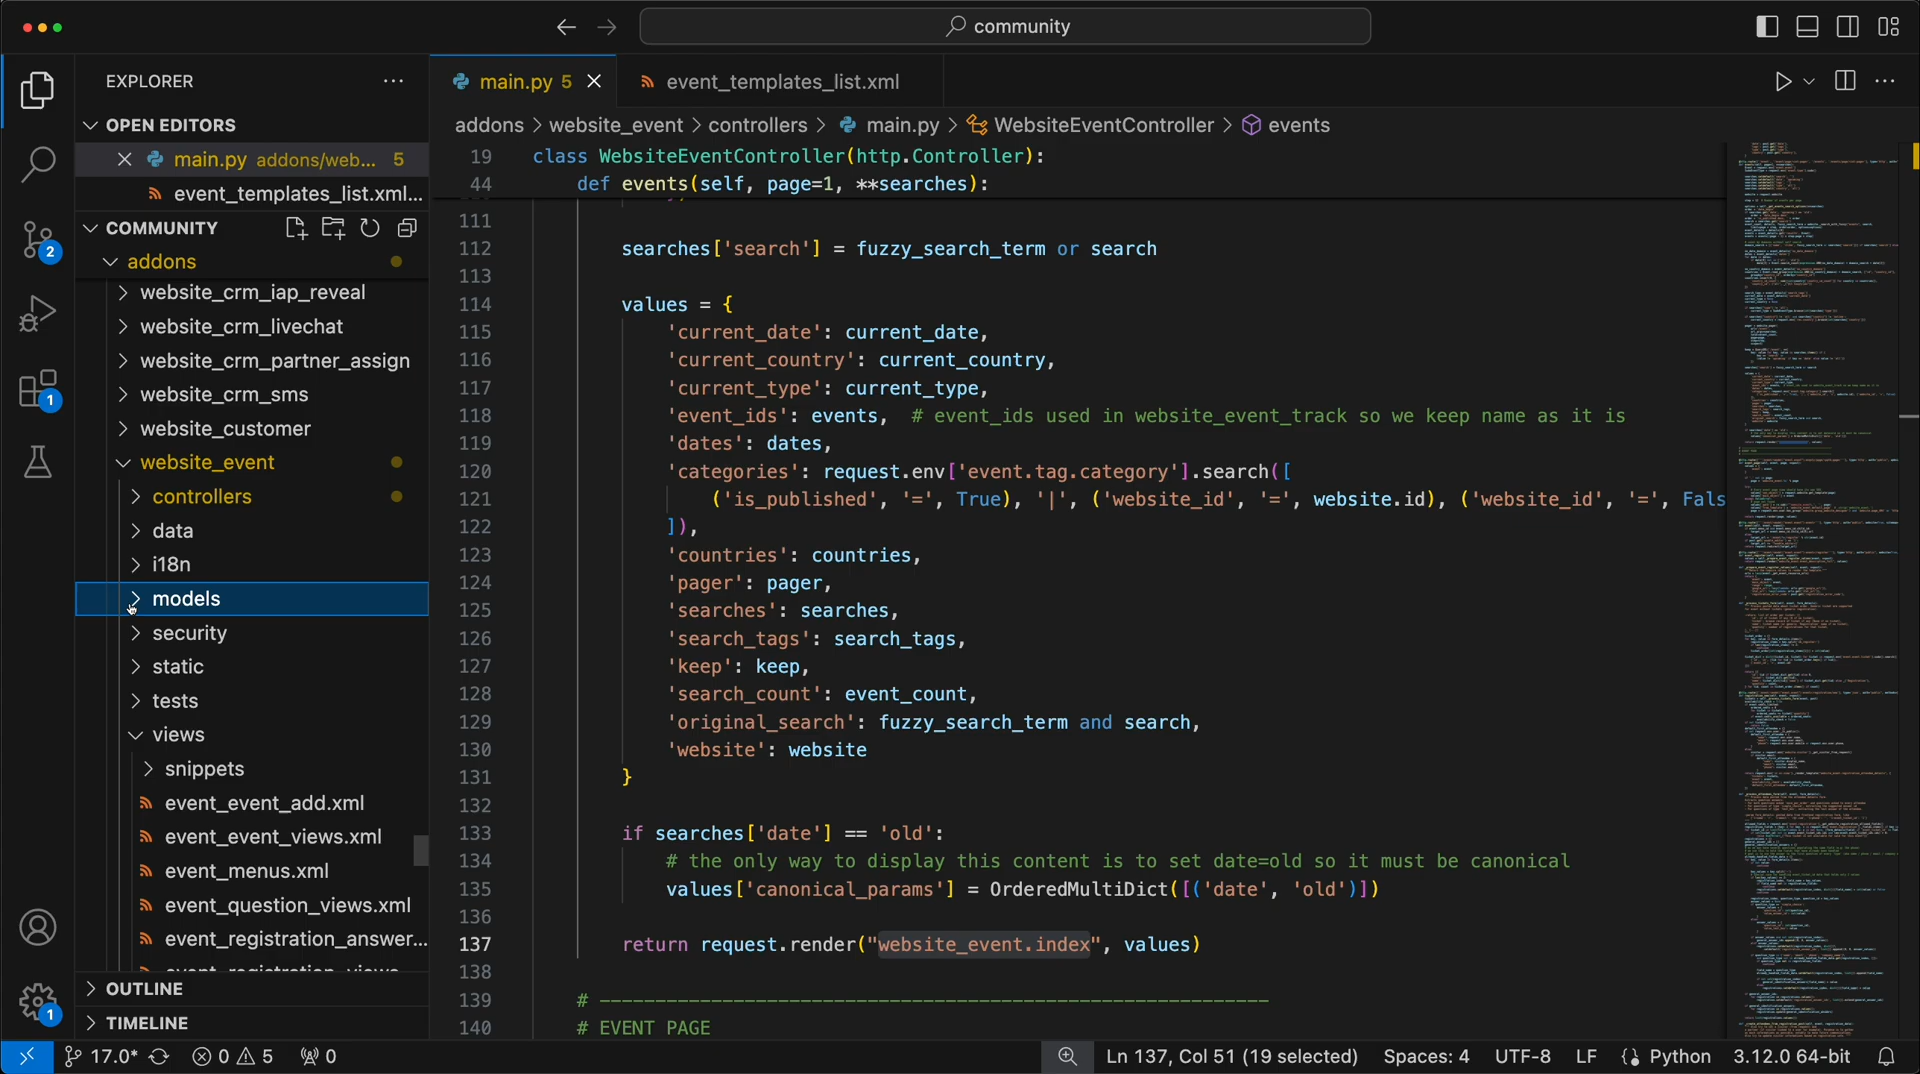 community
EXPLORER
OPEN EDITORS
main.py addons/web... 5
event_templates_list.xml...
COMMUNITY
addons
website_crm_iap_reveal
website_crm_livechat
website_crm_partner_assign
website_crm_sms
website_customer
website_event
controllers
data
i18n
models
security
static
tests
views
snippets
event_event_add.xml
event_event_views.xml
event_menus.xml
event_question_views.xml
event_registration_answer...
OUTLINE
TIMELINE
2
1
1
main.py 5
event_templates_list.xml
addons > website_event > controllers > main.py > WebsiteEventController > events
19 class WebsiteEventController(http.Controller):
44 def events(self, page=1, **searches):
111
112 searches['search'] = fuzzy_search_term or search
113
114 values = {
115 'current_date': current_date,
116 'current_country': current_country,
117 'current_type': current_type,
118 'event_ids': events, # event_ids used in website_event_track so we keep name as it is
119 'dates': dates,
120 'categories': request.env['event.tag.category'].search([
121 ('is_published', '=', True), '|', ('website_id', '=', website.id), ('website_id', '=', Fals
122 ]),
123 'countries': countries,
124 'pager': pager,
125 'searches': searches,
126 'search_tags': search_tags,
127 'keep': keep,
128 'search_count': event_count,
129 'original_search': fuzzy_search_term and search,
130 'website': website
131 }
132
133 if searches['date'] == 'old':
134 # the only way to display this content is to set date=old so it must be canonical
135 values['canonical_params'] = OrderedMultiDict([('date', 'old')])
136
137 return request.render("website_event.index", values)
138
139 # ------------------------------------------------------------
140 # EVENT PAGE
17.0* 0 5 0 Ln 137, Col 51 (19 selected) Spaces: 4 UTF-8 LF Python 3.12.0 64-bit